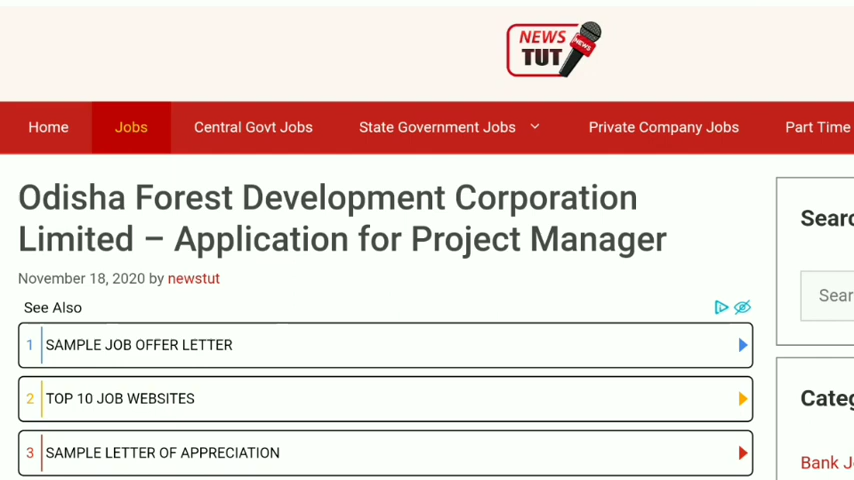 NEWS
TUT
NEWS
Home Jobs Central Govt Jobs State Government Jobs Private Company Jobs Part Time
Odisha Forest Development Corporation
Limited – Application for Project Manager
November 18, 2020 by newstut
See Also
1 SAMPLE JOB OFFER LETTER
2 TOP 10 JOB WEBSITES
3 SAMPLE LETTER OF APPRECIATION
Searc
Sear
Categ
Bank J